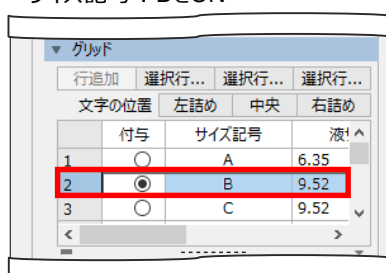 ▼ グリッド
行追加 選択行... 選択行... 選択行...
文字の位置 左詰め 中央 右詰め
付与 サイズ記号
1 A 6.35
2 B 9.52
3 C 9.52